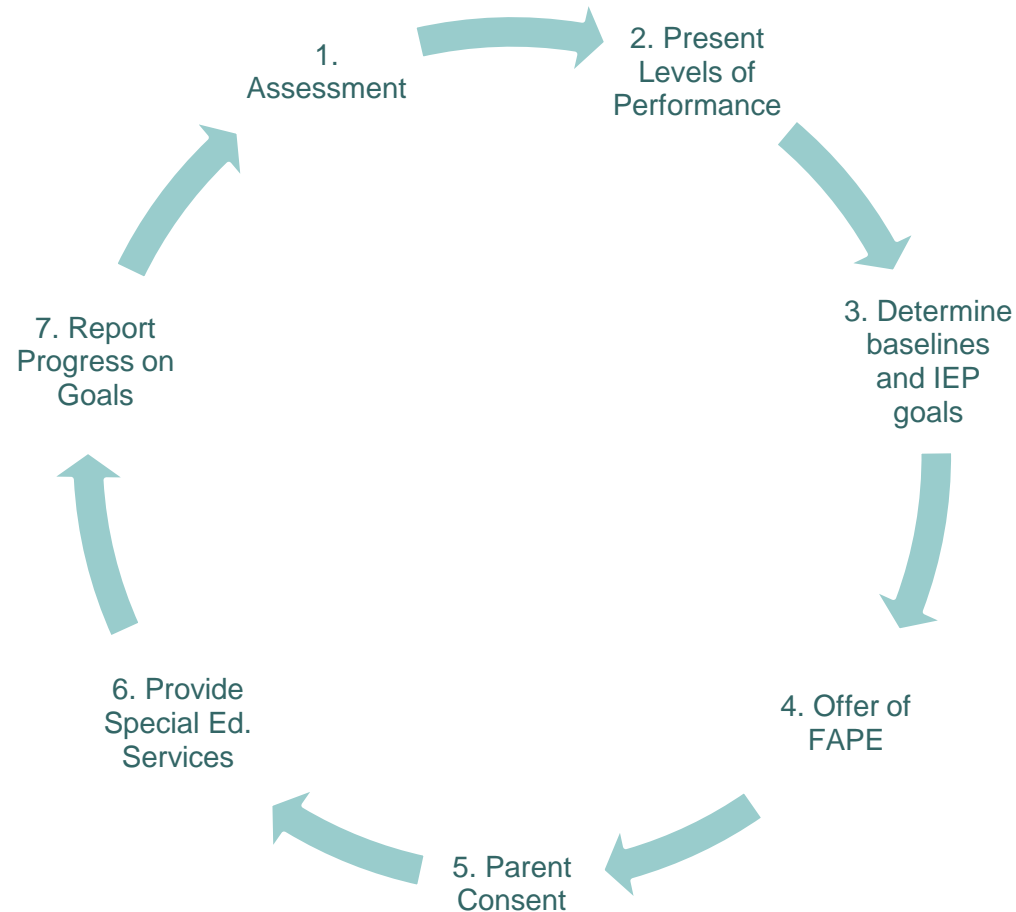 1.
Assessment
2. Present
Levels of
Performance
3. Determine
baselines
and IEP
goals
4. Offer of
FAPE
5. Parent
Consent
6. Provide
Special Ed.
Services
7. Report
Progress on
Goals